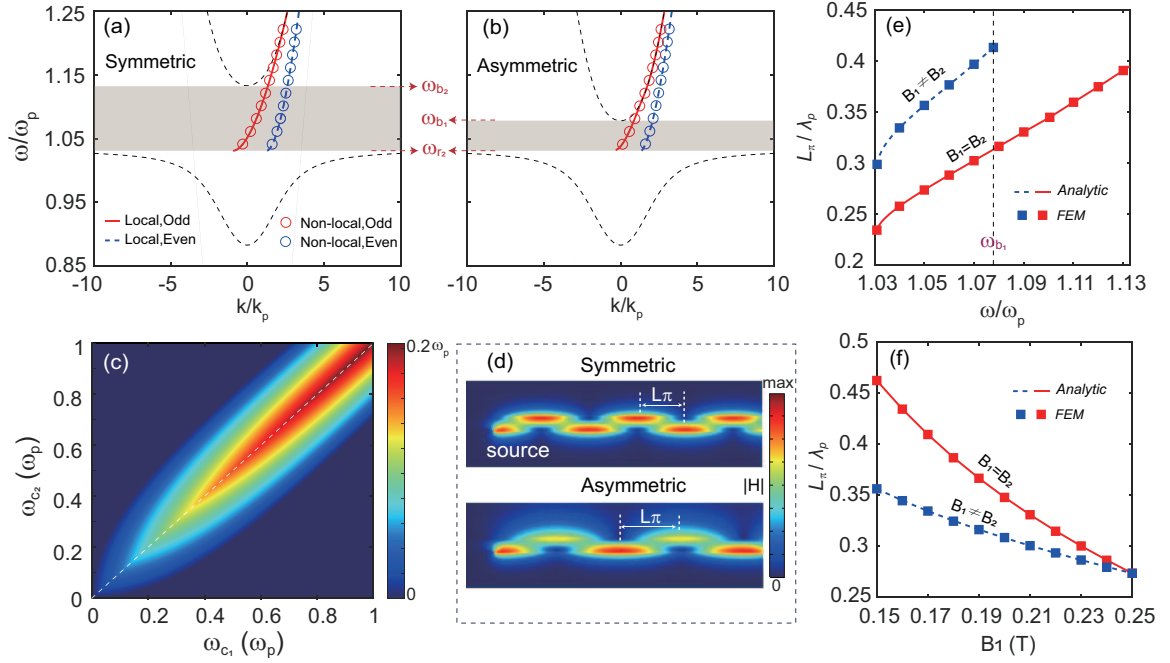 (a)
Symmetric
1.25
1.15
1.05
0.95
0.85
ω/ωp
Local,Odd
Local,Even
Non-local,Odd
Non-local,Even
-10
-5
0
5
10
k/kp
ωb₂
ωb₁
ωr₂
(b)
Asymmetric
-10
-5
0
5
10
k/kp
(e)
0.4
0.35
0.3
0.25
0.2
Lπ / λp
B₁ ≠ B₂
B₁=B₂
Analytic
FEM
ωb₁
1.03
1.05
1.07
1.09
1.11
1.13
ω/ωp
(c)
1
0.8
0.6
0.4
0.2
0
ωc₂ (ωp)
0
0.2
0.4
0.6
0.8
1
ωc₁ (ωp)
0.2ωp
0
(d)
Symmetric
Lπ
source
Asymmetric
Lπ
max
|H|
0
(f)
0.5
0.45
0.4
0.35
0.3
0.25
Lπ / λp
Analytic
FEM
B₁=B₂
B₁ ≠ B₂
0.15
0.17
0.19
0.21
0.23
0.25
B1 (T)